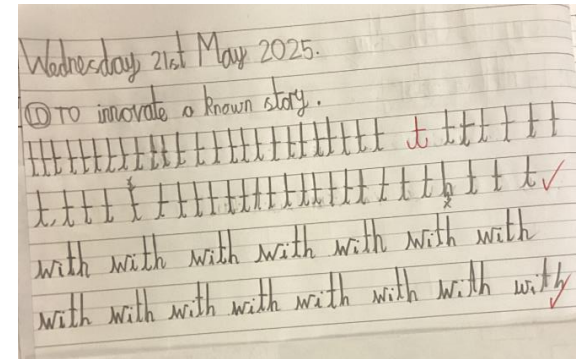 Wednesday 21st May 2025.
Ⓛ To innovate a known story.
t t t t t t t t t t t t t t t t t t t t t t t t t t t t t t
t t t t t t t t t t t t t t t t t t t t t t h t t t
with with with with with with with
with with with with with with with with